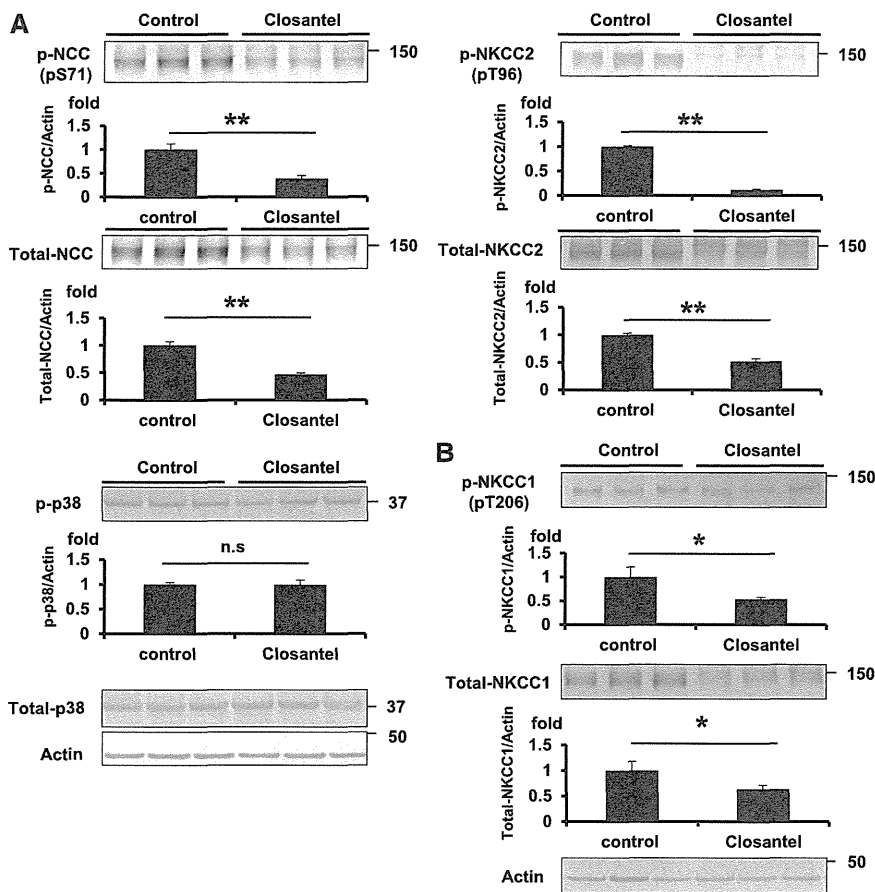 A
Control Closantel
p-NCC
(pS71)
150
fold
**
1.5
1
0.5
0
p-NCC/Actin
control Closantel
Total-NCC
150
fold
**
1.5
1
0.5
0
Total-NCC/Actin
control Closantel
Control Closantel
p-p38
37
fold
n.s
1.5
1
0.5
0
p-p38/Actin
control Closantel
Total-p38
37
50
Actin
Control Closantel
p-NKCC2
(pT96)
150
fold
**
1.5
1
0.5
0
p-NKCC2/Actin
control Closantel
Total-NKCC2
150
fold
**
1.5
1
0.5
0
Total-NKCC2/Actin
control Closantel
B
Control Closantel
p-NKCC1
(pT206)
150
fold
*
1.5
1
0.5
0
p-NKCC1/Actin
control Closantel
Total-NKCC1
150
fold
*
1.5
1
0.5
0
Total-NKCC1/Actin
control Closantel
50
Actin